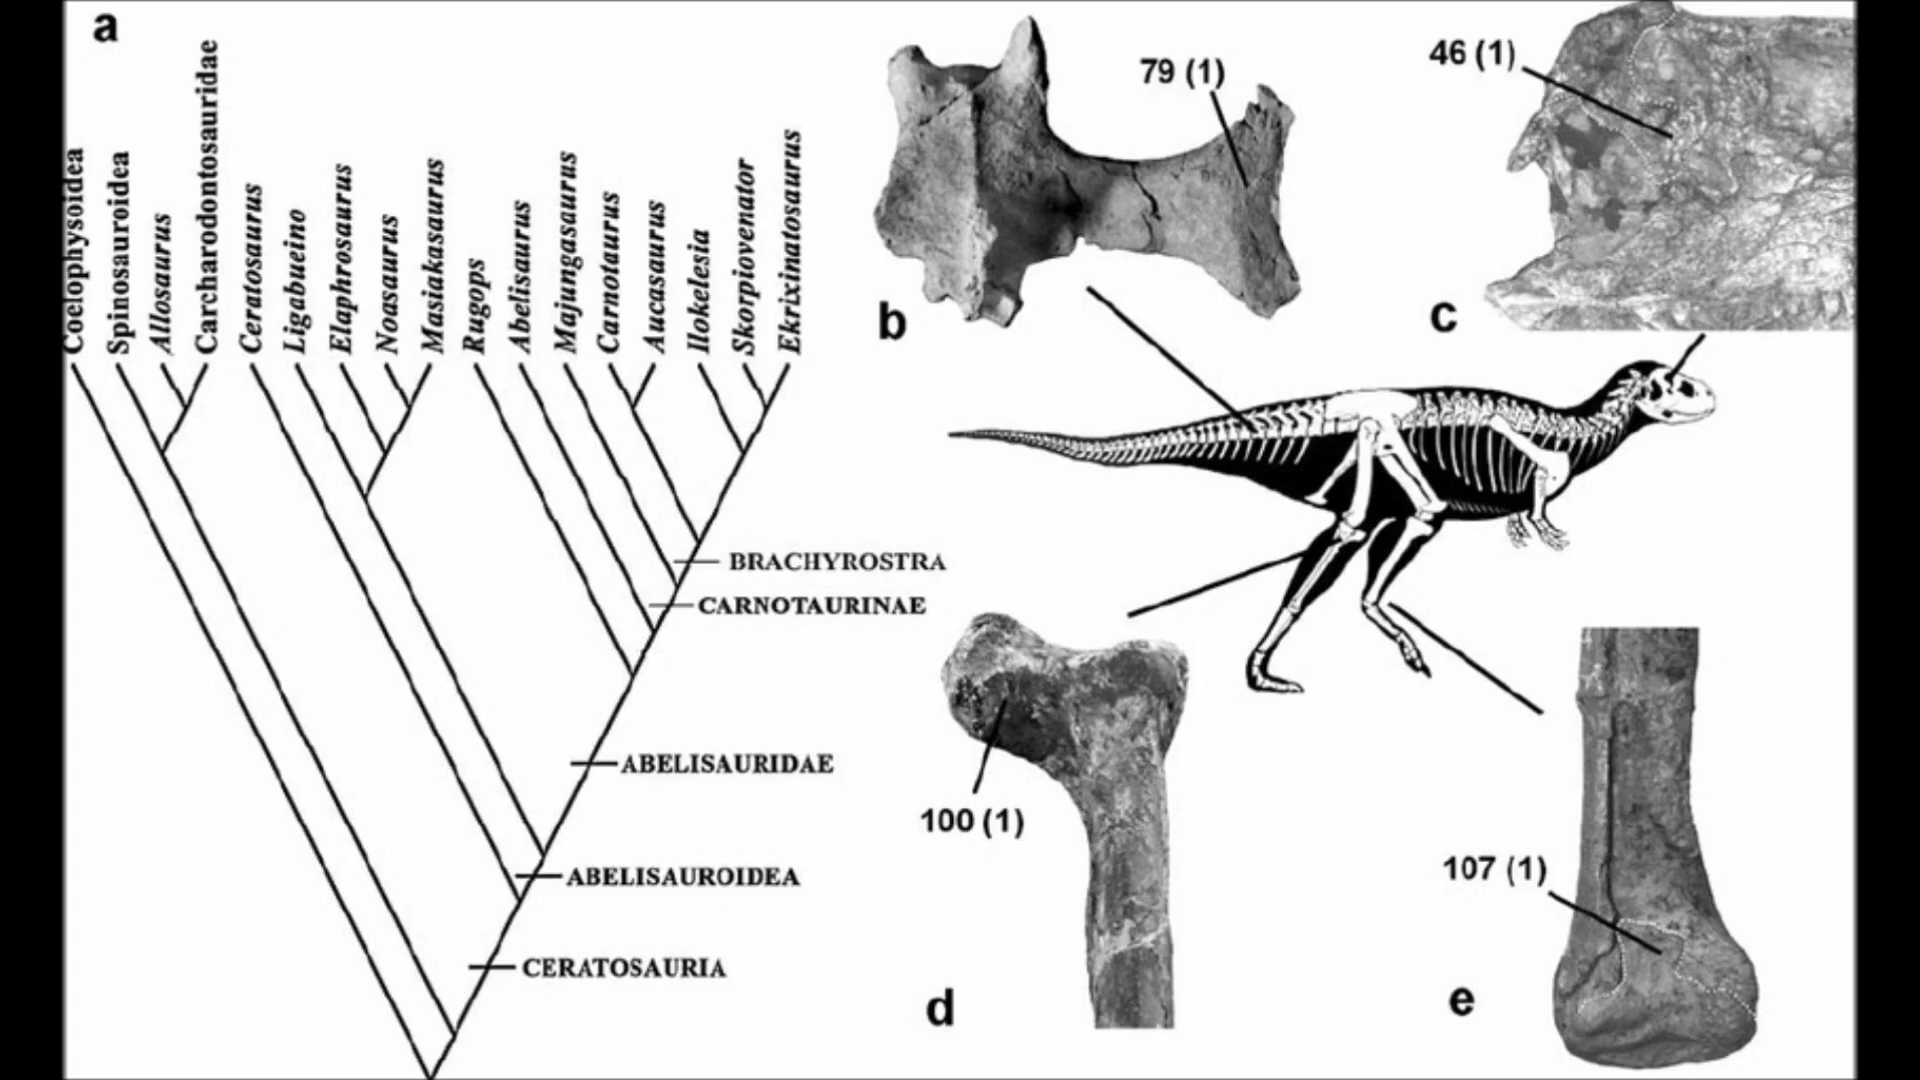 a
Coelophysoidea
Spinosauroidea
Allosaurus
Carcharodontosauridae
Ceratosaurus
Ligabueino
Elaphrosaurus
Noasaurus
Masiakasaurus
Rugops
Abelisaurus
Majungasaurus
Carnotaurus
Aucasaurus
Ilokelesia
Skorpiovenator
Ekrixinatosaurus
BRACHYROSTRA
CARNOTAURINAE
ABELISAURIDAE
ABELISAUROIDEA
CERATOSAURIA
79 (1)
b
46 (1)
c
100 (1)
d
107 (1)
e